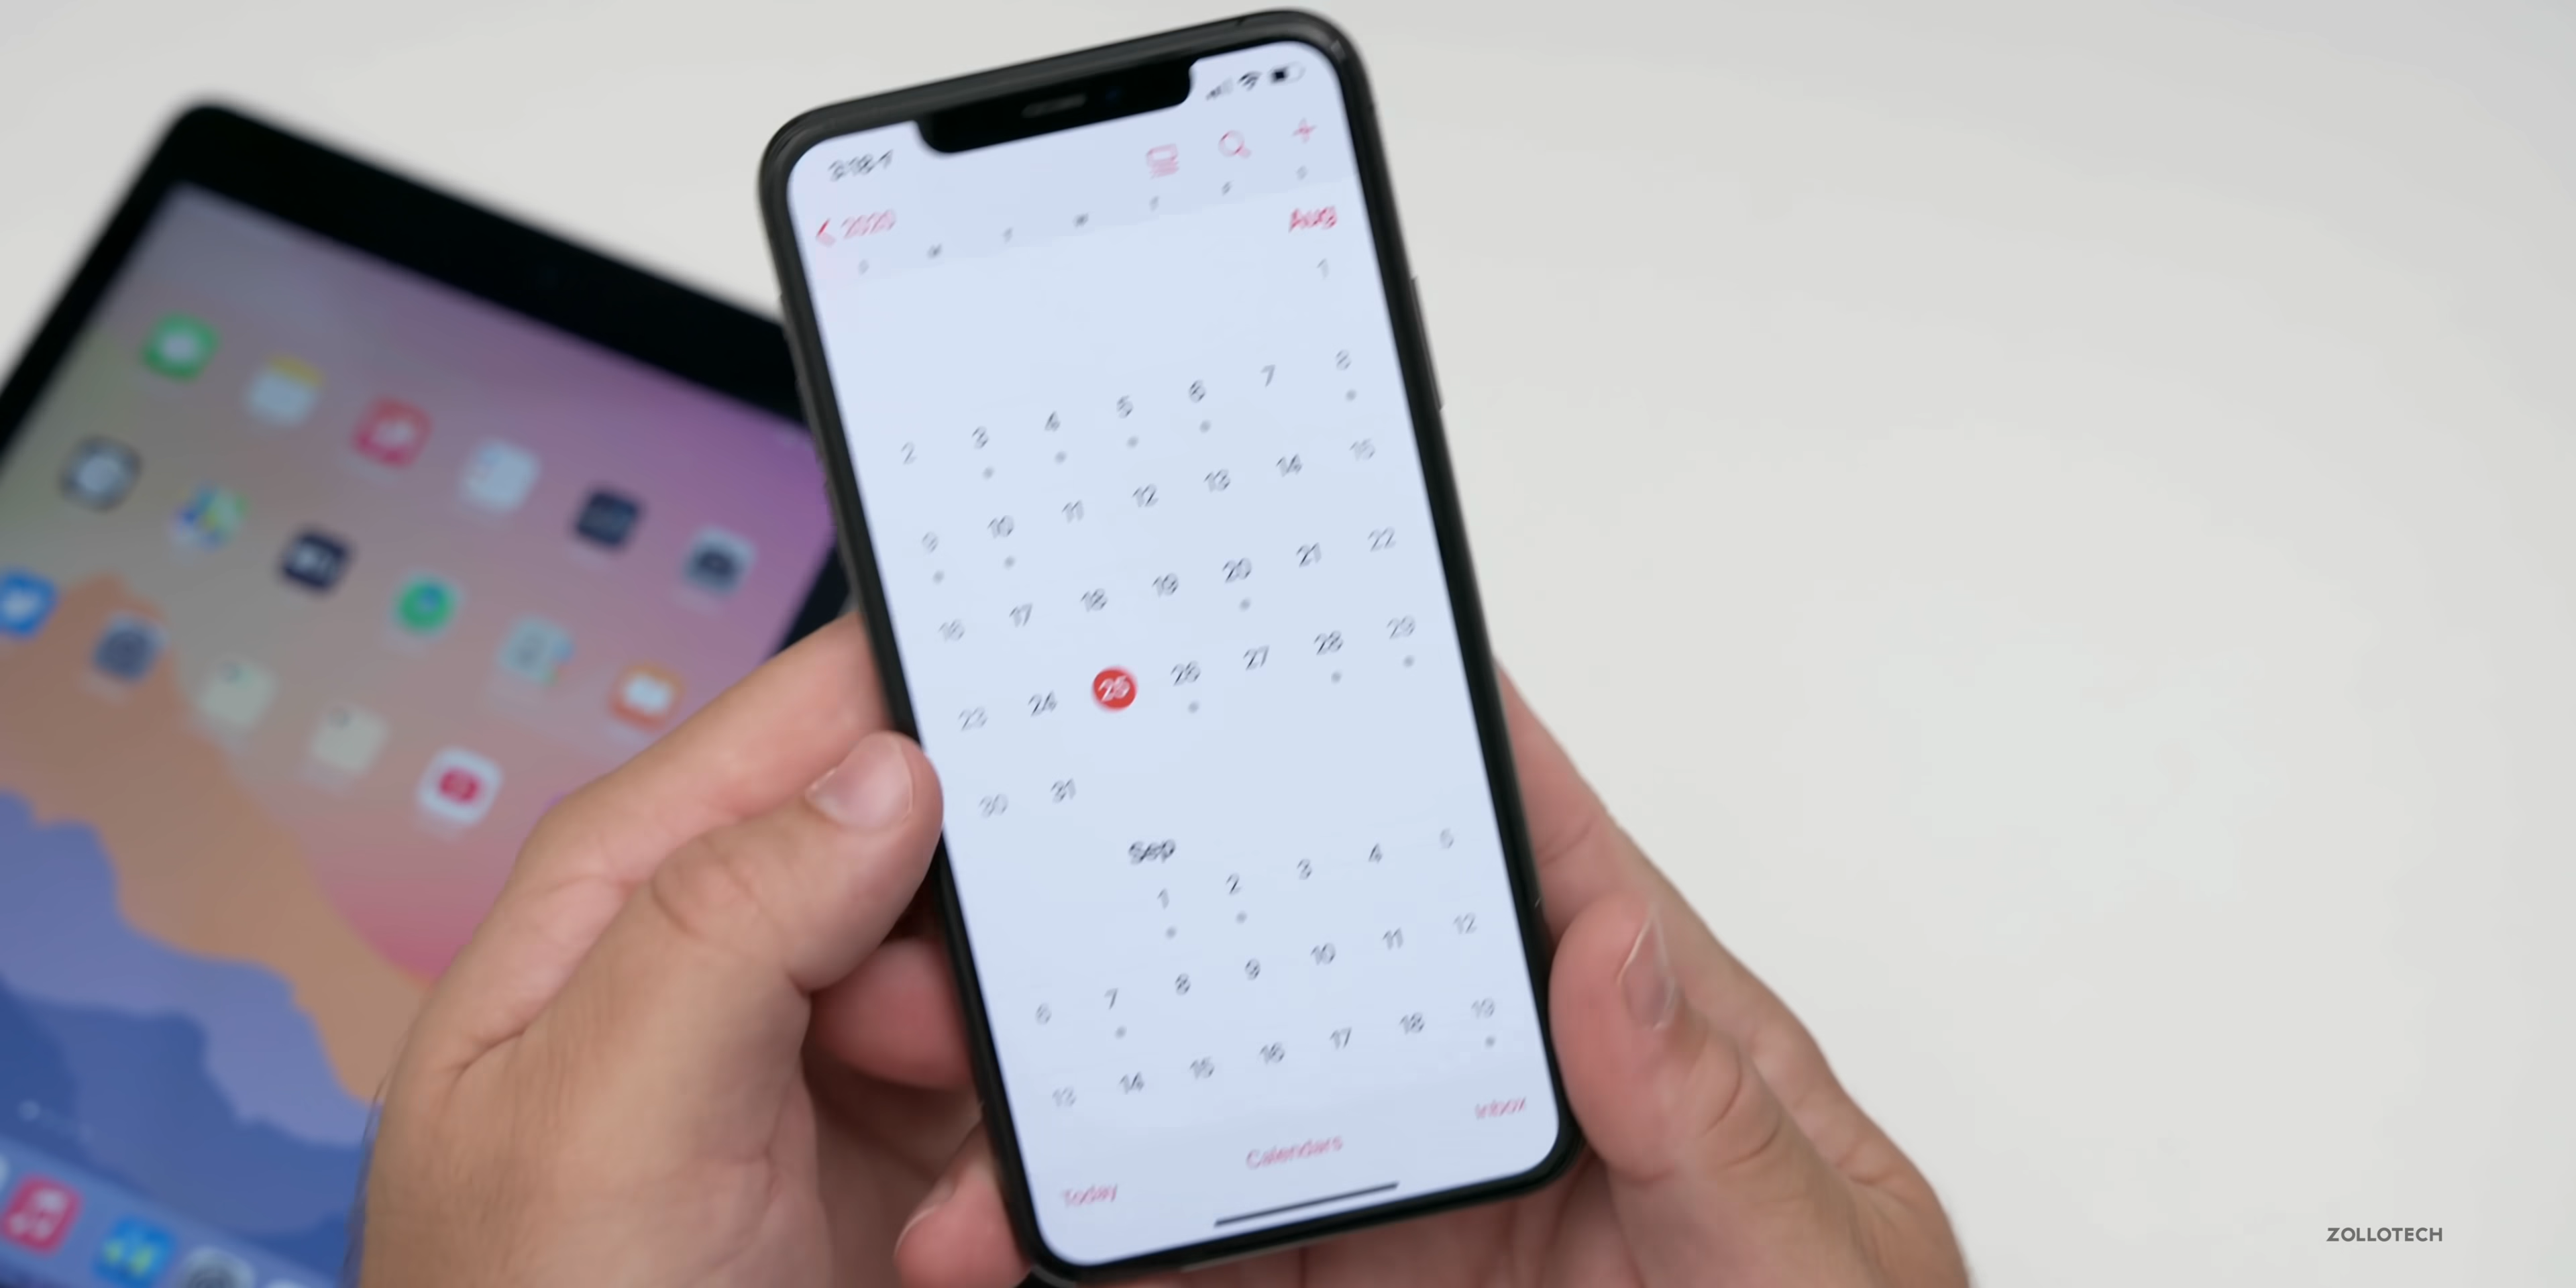 2020
Aug
1
2 3 4 5 6 7 8
9 10 11 12 13 14 15
16 17 18 19 20 21 22
23 24 25 26 27 28 29
30 31
Sep
1 2 3 4 5
6 7 8 9 10 11 12
13 14 15 16 17 18 19
Today Calendars Inbox
ZOLLOTECH